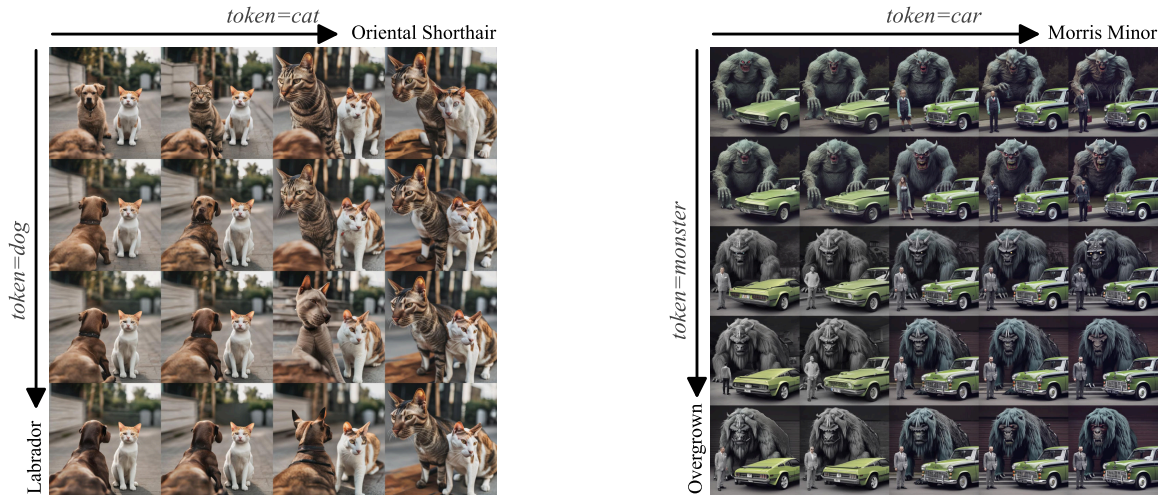 token=cat
Oriental Shorthair
token=dog
Labrador
token=car
Morris Minor
token=monster
Overgrown